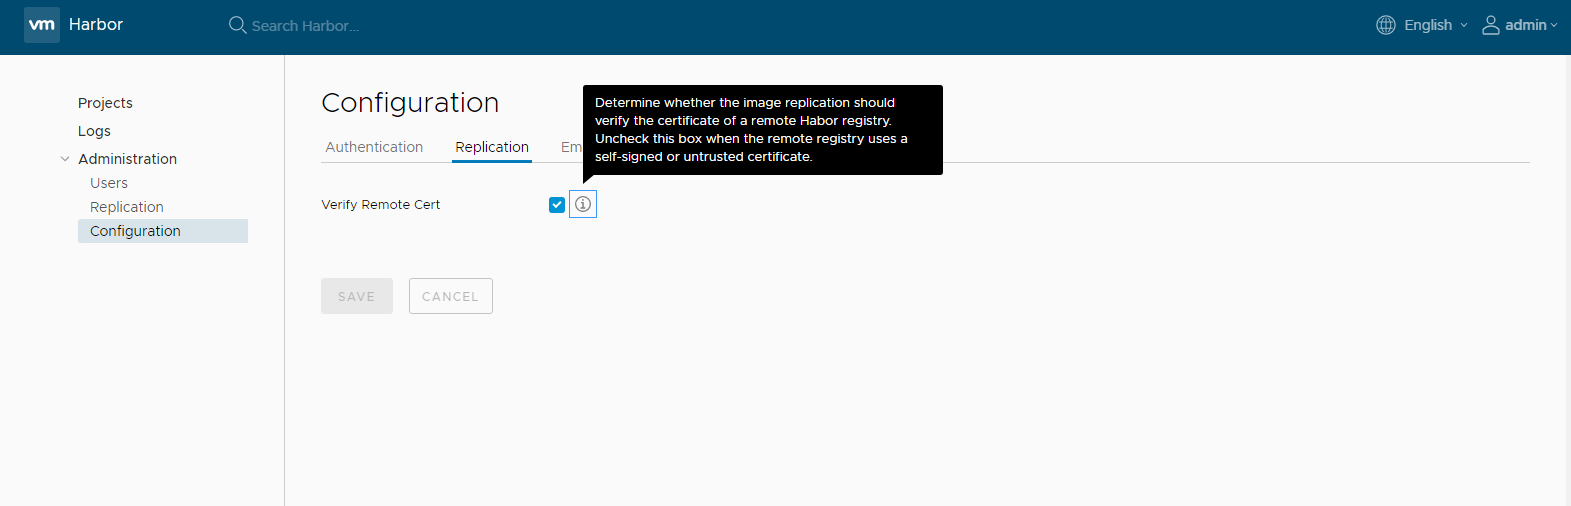 vm Harbor
Search Harbor...
English
admin
Projects
Logs
Administration
Users
Replication
Configuration
Configuration
Determine whether the image replication should
verify the certificate of a remote Habor registry.
Uncheck this box when the remote registry uses a
self-signed or untrusted certificate.
Authentication
Replication
Em
Verify Remote Cert
SAVE
CANCEL